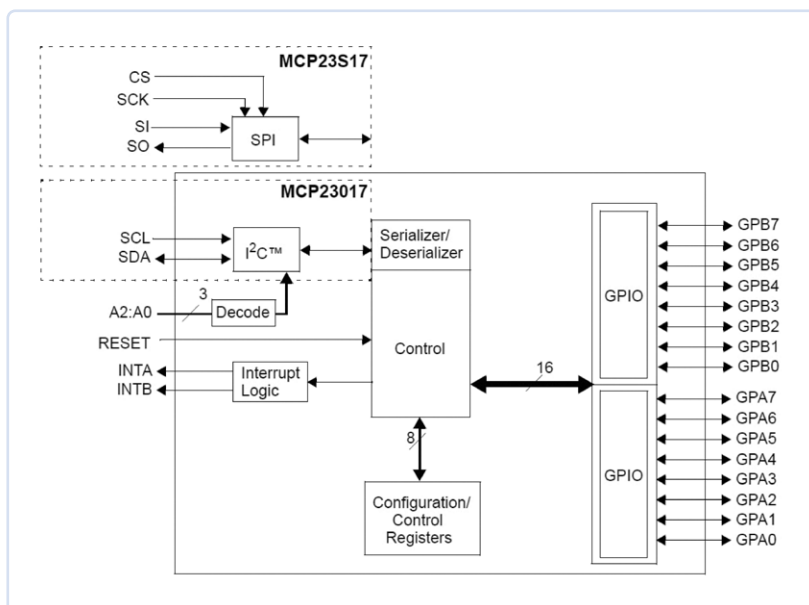 MCP23S17
CS
SCK
SI
SO
SPI
MCP23017
SCL
SDA
I²C™
Serializer/
Deserializer
3
A2:A0
Decode
RESET
Control
INTA
INTB
Interrupt
Logic
16
8
Configuration/
Control
Registers
GPIO
GPB7
GPB6
GPB5
GPB4
GPB3
GPB2
GPB1
GPB0
GPIO
GPA7
GPA6
GPA5
GPA4
GPA3
GPA2
GPA1
GPA0